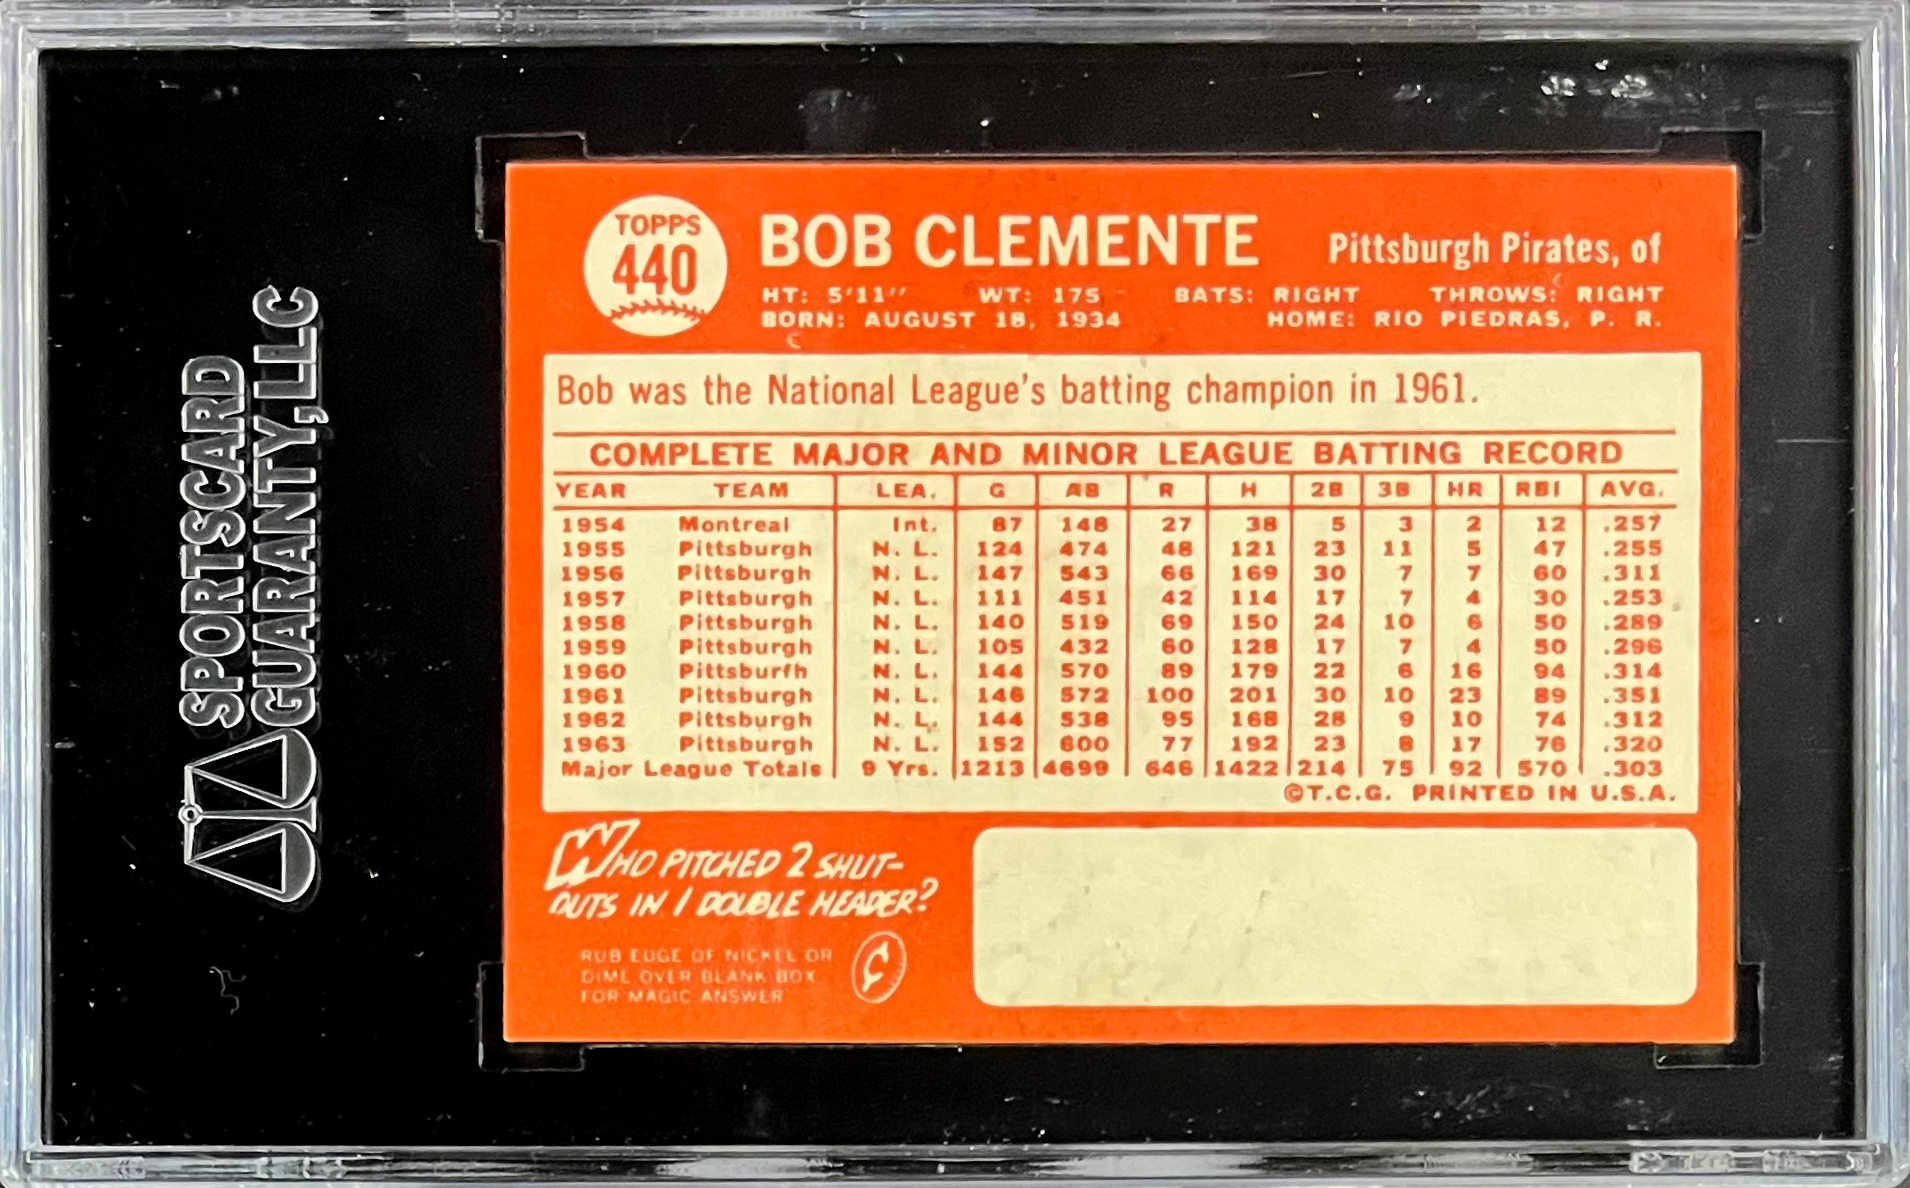 SPORTSCARD
GUARANTY, LLC
TOPPS
440
BOB CLEMENTE
Pittsburgh Pirates, of
HT: 5'11" WT: 175 BATS: RIGHT THROWS: RIGHT
BORN: AUGUST 18, 1934 HOME: RIO PIEDRAS, P. R.
Bob was the National League's batting champion in 1961.
COMPLETE MAJOR AND MINOR LEAGUE BATTING RECORD
YEAR TEAM LEA. G AB R H 2B 3B HR RBI AVG.
1954 Montreal Int. 87 148 27 38 5 3 2 12 .257
1955 Pittsburgh N. L. 124 474 48 121 23 11 5 47 .255
1956 Pittsburgh N. L. 147 543 66 169 30 7 7 60 .311
1957 Pittsburgh N. L. 111 451 42 114 17 7 4 30 .253
1958 Pittsburgh N. L. 140 519 69 150 24 10 6 50 .289
1959 Pittsburgh N. L. 105 432 60 128 17 7 4 50 .296
1960 Pittsburfh N. L. 144 570 89 179 22 6 16 94 .314
1961 Pittsburgh N. L. 146 572 100 201 30 10 23 89 .351
1962 Pittsburgh N. L. 144 538 95 168 28 9 10 74 .312
1963 Pittsburgh N. L. 152 600 77 192 23 8 17 76 .320
Major League Totals 9 Yrs. 1213 4699 646 1422 214 75 92 570 .303
©T.C.G. PRINTED IN U.S.A.
WHO PITCHED 2 SHUT-
OUTS IN 1 DOUBLE HEADER?
RUB EDGE OF NICKEL OR
DIME OVER BLANK BOX
FOR MAGIC ANSWER
¢